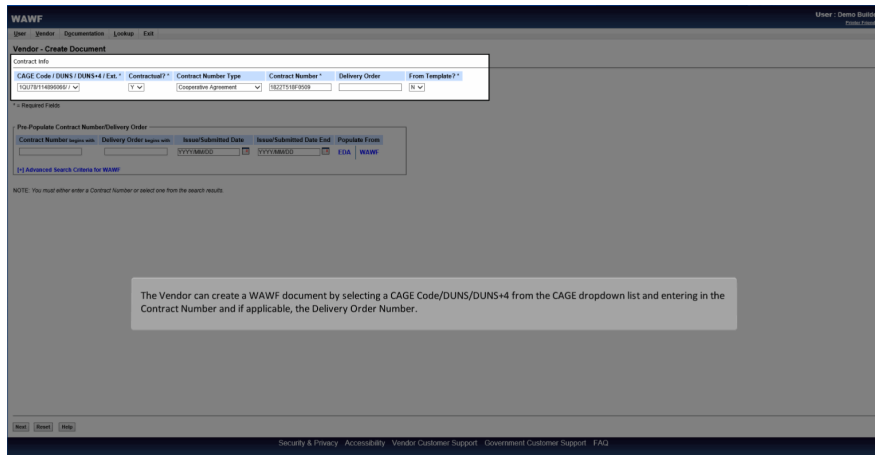 WAWF
User : Demo Builder
User Vendor Documentation Lookup Exit
Vendor - Create Document
Contract Info
CAGE Code / DUNS / DUNS+4 / Ext. * Contractual? * Contract Number Type Contract Number * Delivery Order From Template? *
1QU78/114896066/ / Y Cooperative Agreement 1822T518F0509 N
* = Required Fields
Pre-Populate Contract Number/Delivery Order
Contract Number begins with Delivery Order begins with Issue/Submitted Date Issue/Submitted Date End Populate From
YYYY/MM/DD YYYY/MM/DD EDA WAWF
[+] Advanced Search Criteria for WAWF
NOTE: You must either enter a Contract Number or select one from the search results.
The Vendor can create a WAWF document by selecting a CAGE Code/DUNS/DUNS+4 from the CAGE dropdown list and entering in the
Contract Number and if applicable, the Delivery Order Number.
Next Reset Help
Security & Privacy Accessibility Vendor Customer Support Government Customer Support FAQ